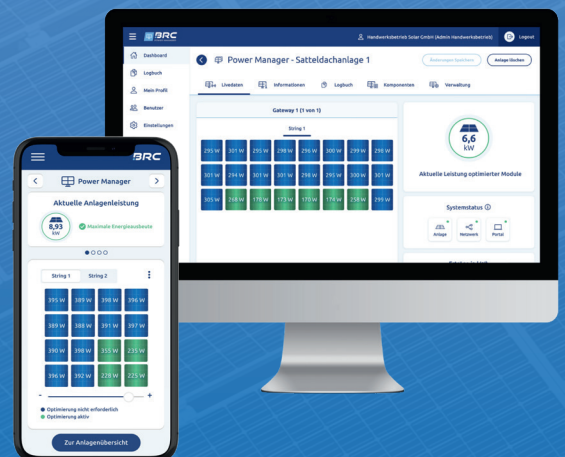 BRC
Handwerksbetrieb Solar GmbH (Admin Handwerksbetrieb)
Logout
Dashboard
Logbuch
Mein Profil
Benutzer
Einstellungen
Power Manager - Satteldachanlage 1
Änderungen speichern
Anlage löschen
Livedaten
Informationen
Logbuch
Komponenten
Verwaltung
Gateway 1 (1 von 1)
String 1
295 W 301 W 295 W 298 W 296 W 300 W 299 W 298 W
301 W 294 W 301 W 301 W 298 W 295 W 300 W 301 W
305 W 268 W 178 W 173 W 170 W 174 W 258 W 299 W
6,6
kW
Aktuelle Leistung optimierter Module
Systemstatus
Anlage
Netzwerk
Portal
BRC
Power Manager
Aktuelle Anlagenleistung
8,93
kW
Maximale Energieausbeute
String 1
String 2
395 W 389 W 398 W 396 W
389 W 388 W 391 W 397 W
390 W 398 W 355 W 235 W
396 W 392 W 228 W 225 W
- +
Optimierung nicht erforderlich
Optimierung aktiv
Zur Anlagenübersicht